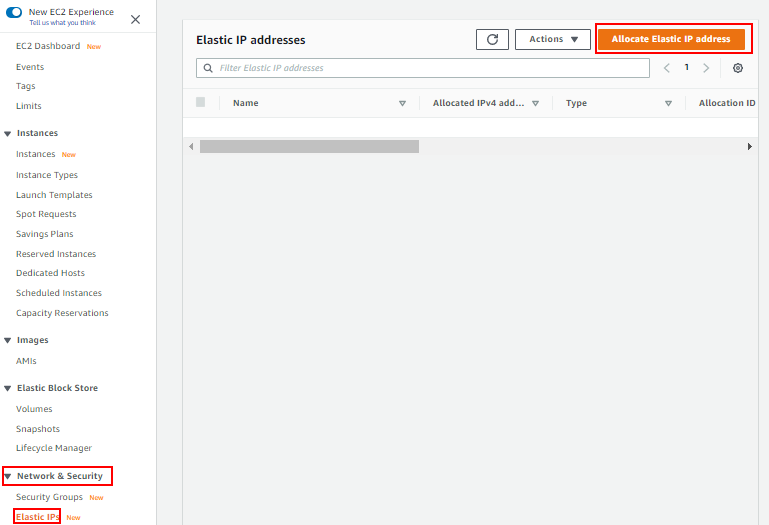 New EC2 Experience
Tell us what you think
EC2 Dashboard New
Events
Tags
Limits
Instances
Instances New
Instance Types
Launch Templates
Spot Requests
Savings Plans
Reserved Instances
Dedicated Hosts
Scheduled Instances
Capacity Reservations
Images
AMIs
Elastic Block Store
Volumes
Snapshots
Lifecycle Manager
Network & Security
Security Groups New
Elastic IPs New
Elastic IP addresses
Actions
Allocate Elastic IP address
Filter Elastic IP addresses
1
Name Allocated IPv4 add... Type Allocation ID